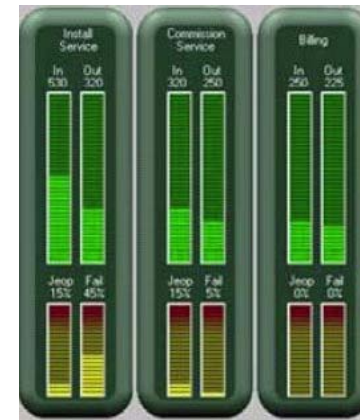 Install
Service
In Out
530 320
Jeop Fail
15% 45%
Commission
Service
In Out
320 250
Jeop Fail
15% 5%
Billing
In Out
250 225
Jeop Fail
0% 0%